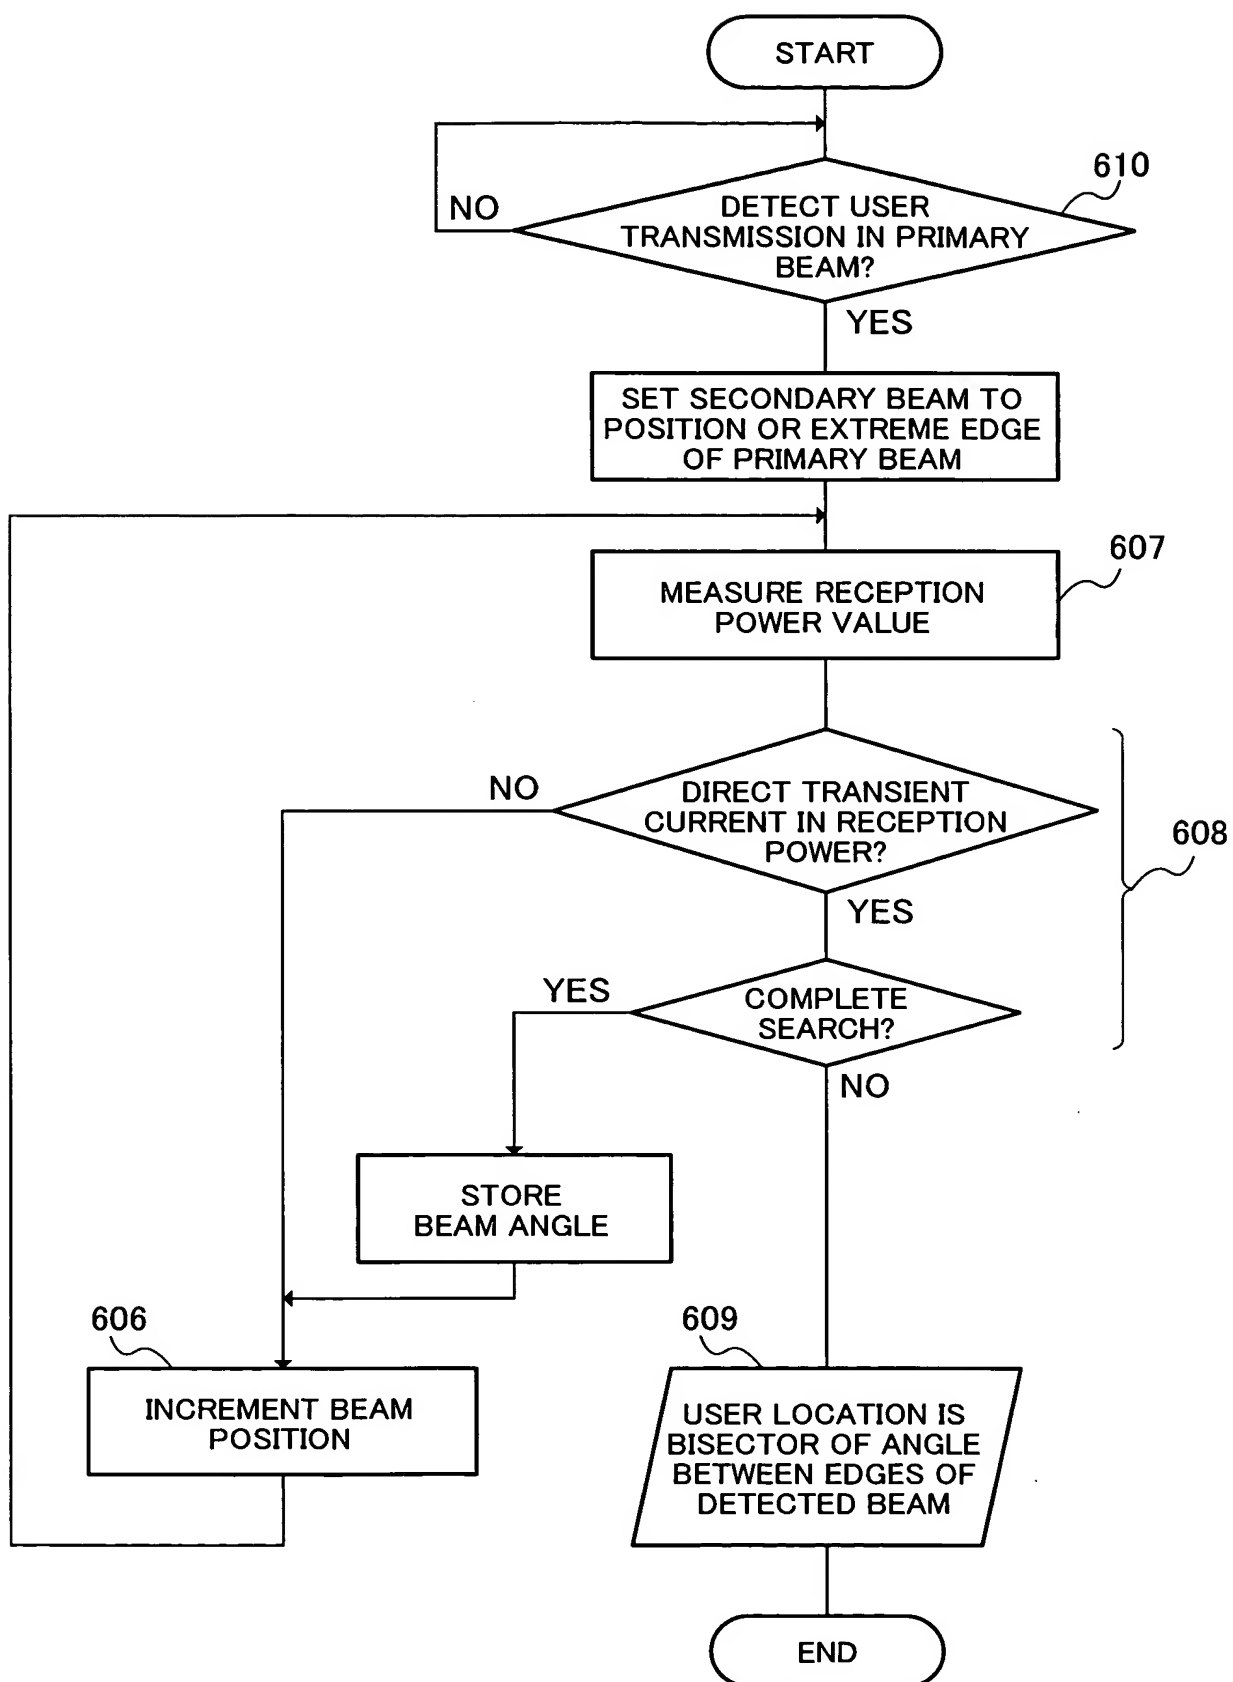 START
610
NO
DETECT USER
TRANSMISSION IN PRIMARY
BEAM?
YES
SET SECONDARY BEAM TO
POSITION OR EXTREME EDGE
OF PRIMARY BEAM
607
MEASURE RECEPTION
POWER VALUE
NO
DIRECT TRANSIENT
CURRENT IN RECEPTION
POWER?
608
YES
YES
COMPLETE
SEARCH?
NO
STORE
BEAM ANGLE
606
609
INCREMENT BEAM
POSITION
USER LOCATION IS
BISECTOR OF ANGLE
BETWEEN EDGES OF
DETECTED BEAM
END